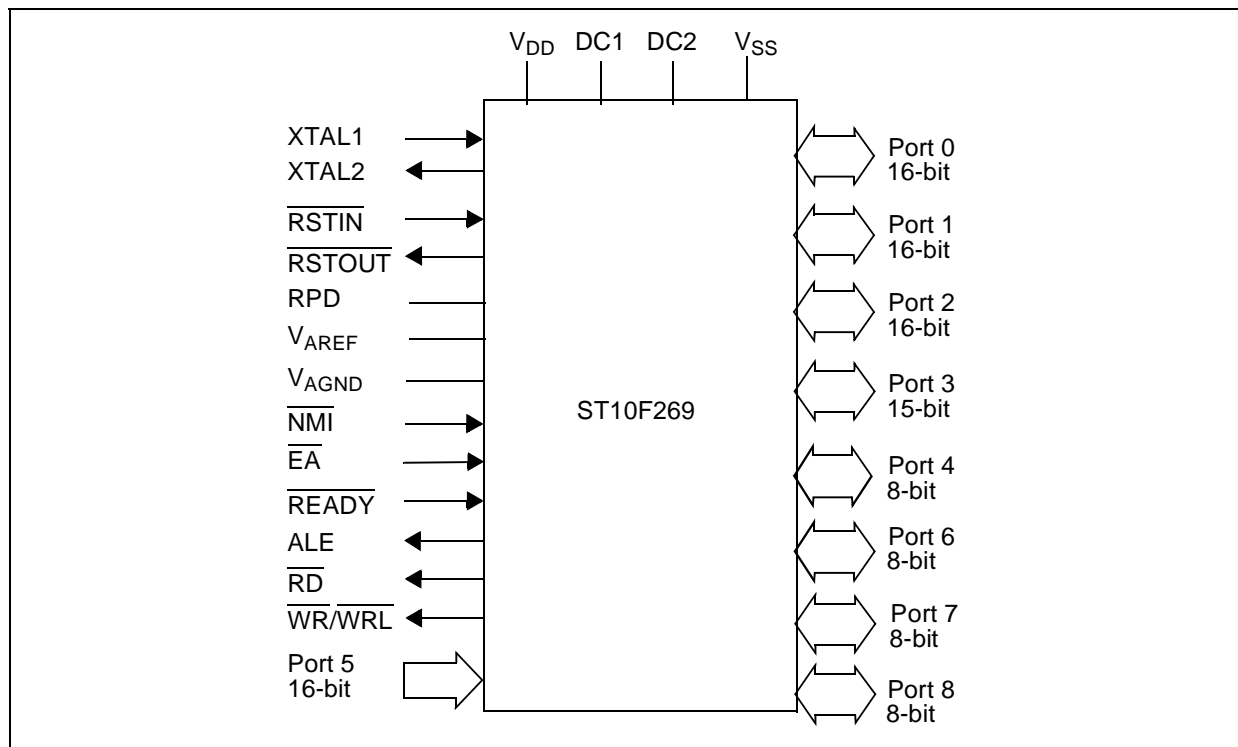 VDD DC1 DC2 VSS
XTAL1
XTAL2
RSTIN
RSTOUT
RPD
VAREF
VAGND
NMI
EA
READY
ALE
RD
WR/WRL
Port 5
16-bit
ST10F269
Port 0
16-bit
Port 1
16-bit
Port 2
16-bit
Port 3
15-bit
Port 4
8-bit
Port 6
8-bit
Port 7
8-bit
Port 8
8-bit